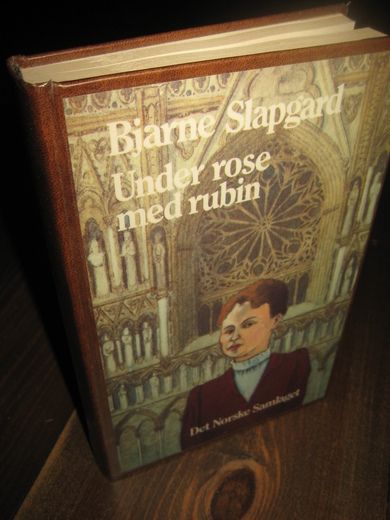 Bjarne Slapgard
Under rose
med rubin
Det Norske Samlaget